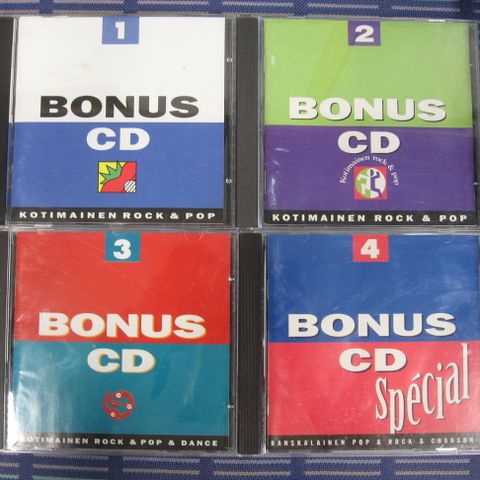 1
BONUS
CD
KOTIMAINEN ROCK & POP
2
BONUS
CD
Kotimainen rock & pop
KOTIMAINEN ROCK & POP
3
BONUS
CD
KOTIMAINEN ROCK & POP & DANCE
4
BONUS
CD
Spécial
RANSKALAINEN POP & ROCK & CHANSON